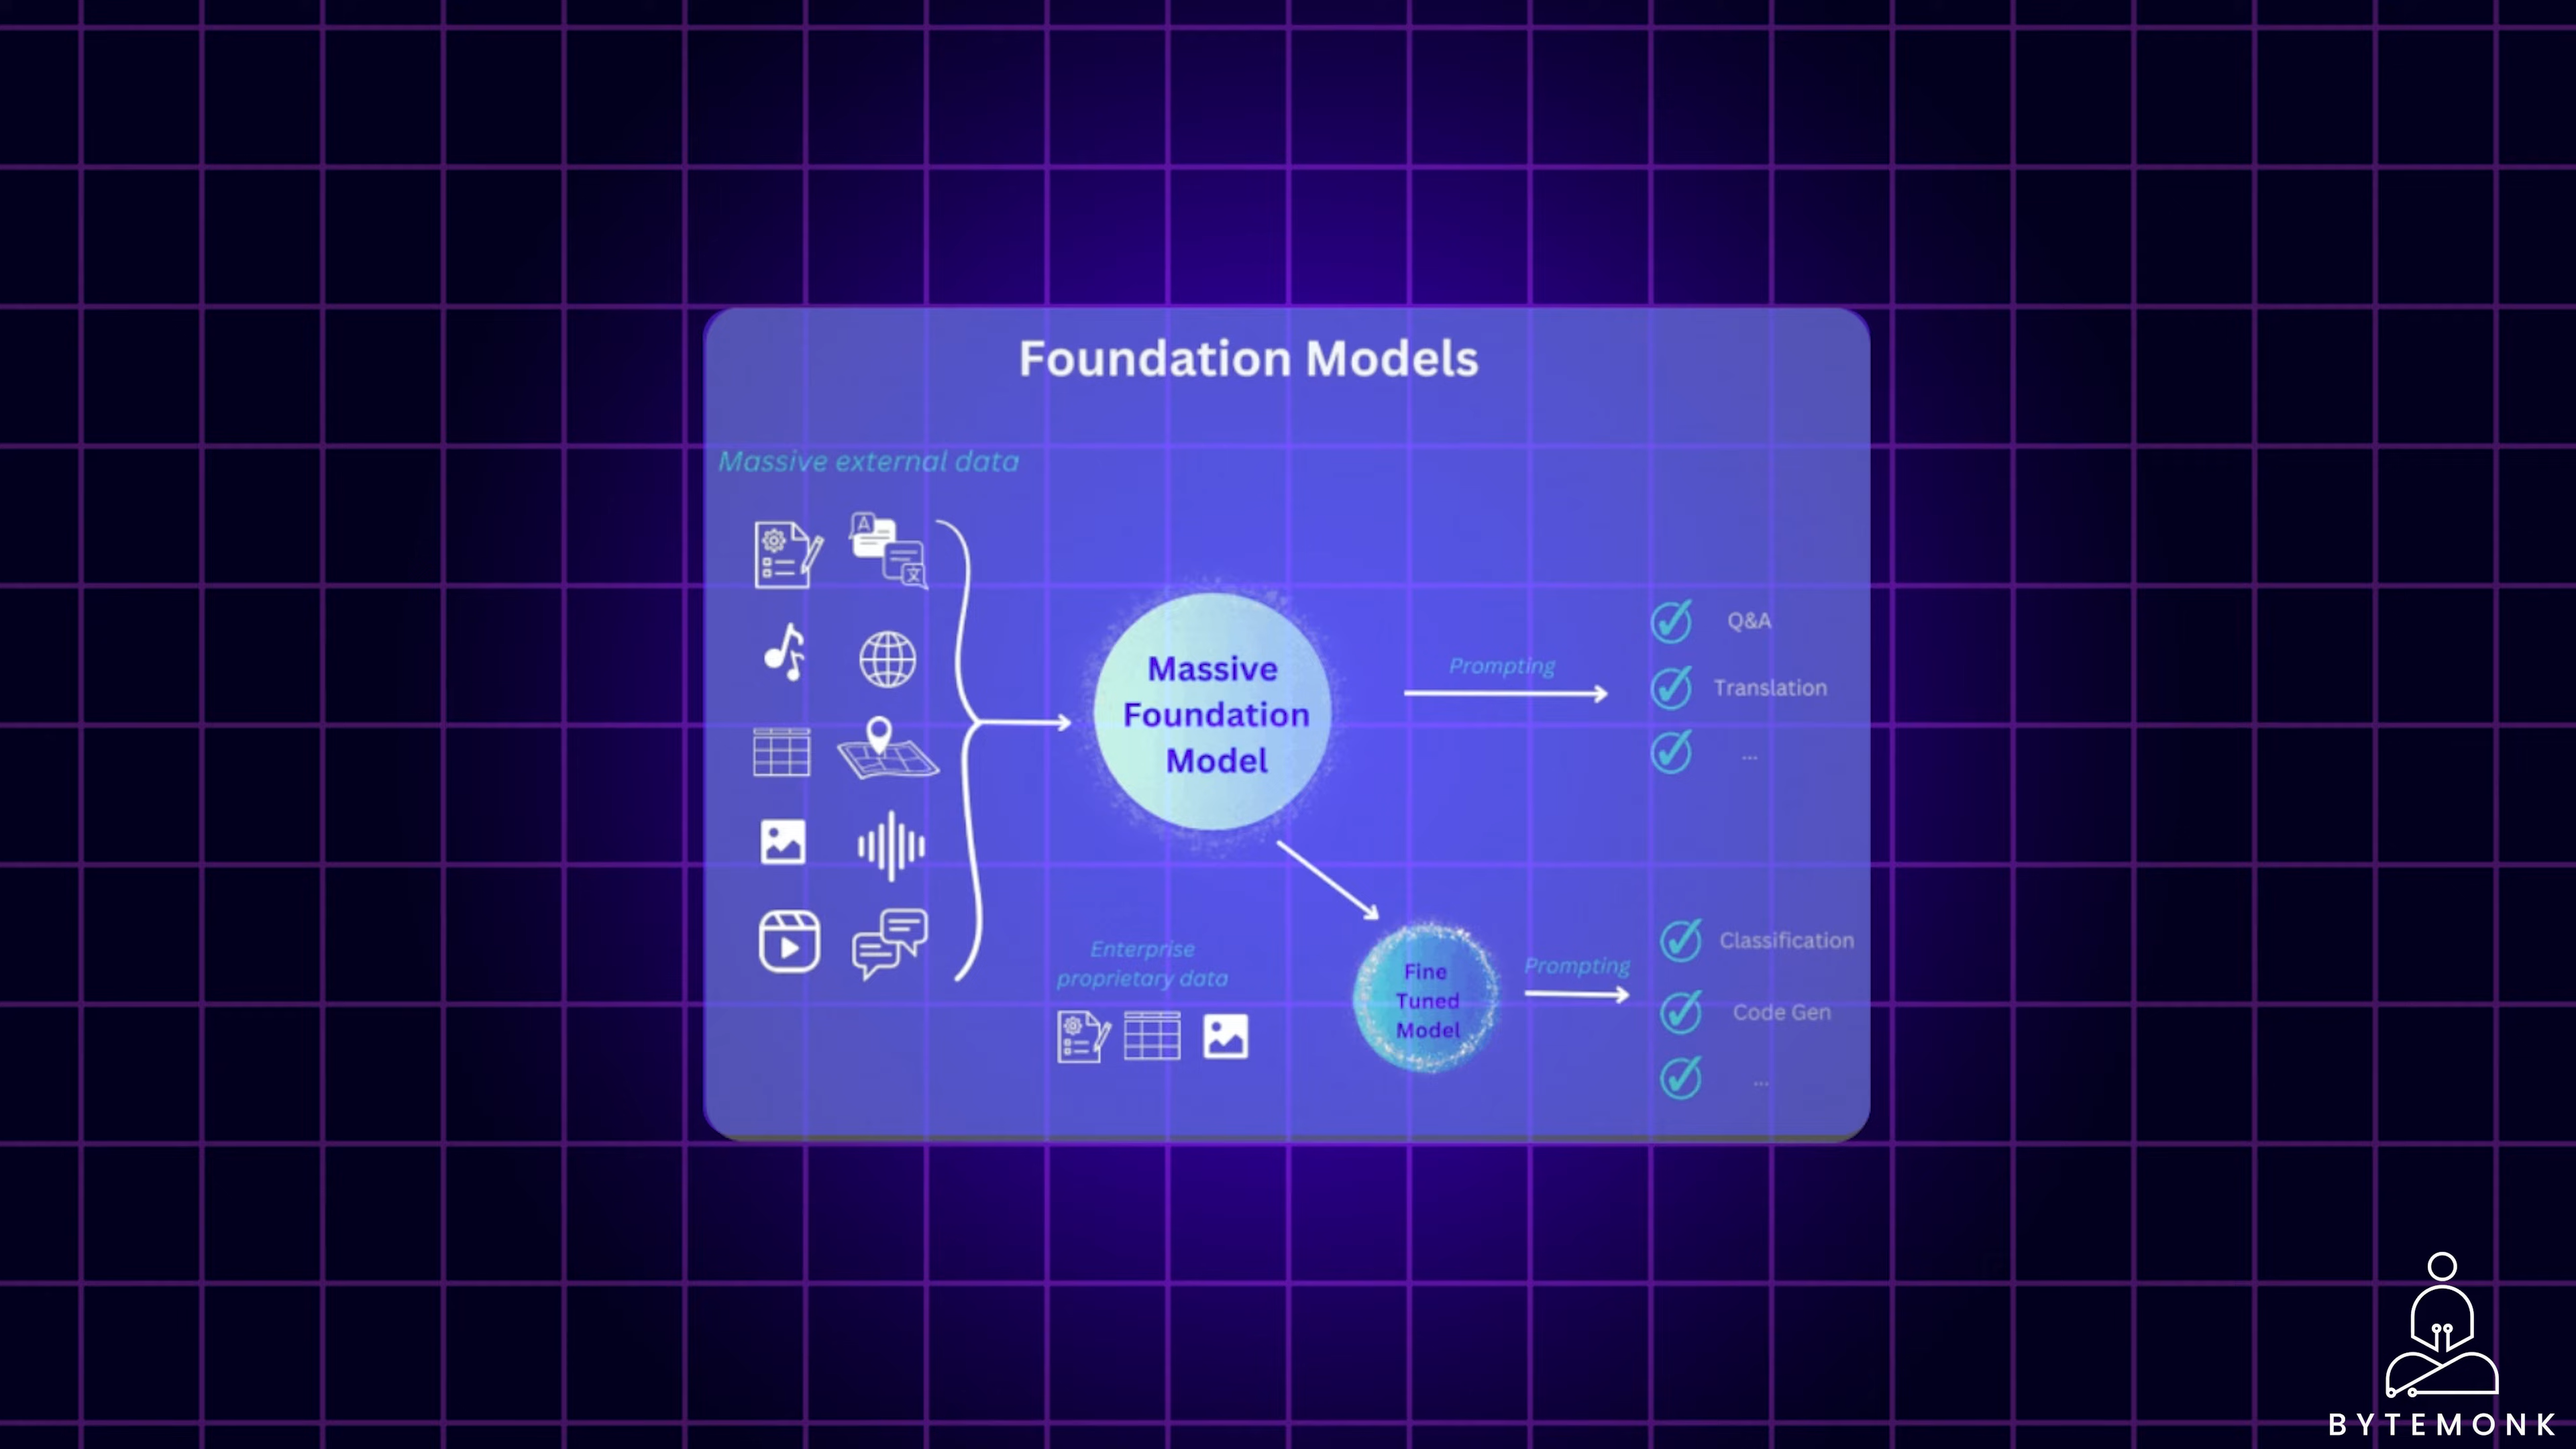 Foundation Models
Massive external data
Massive
Foundation
Model
Prompting
Q&A
Translation
...
Enterprise
proprietary data
Fine
Tuned
Model
Prompting
Classification
Code Gen
...
A
文
BYTEMONK